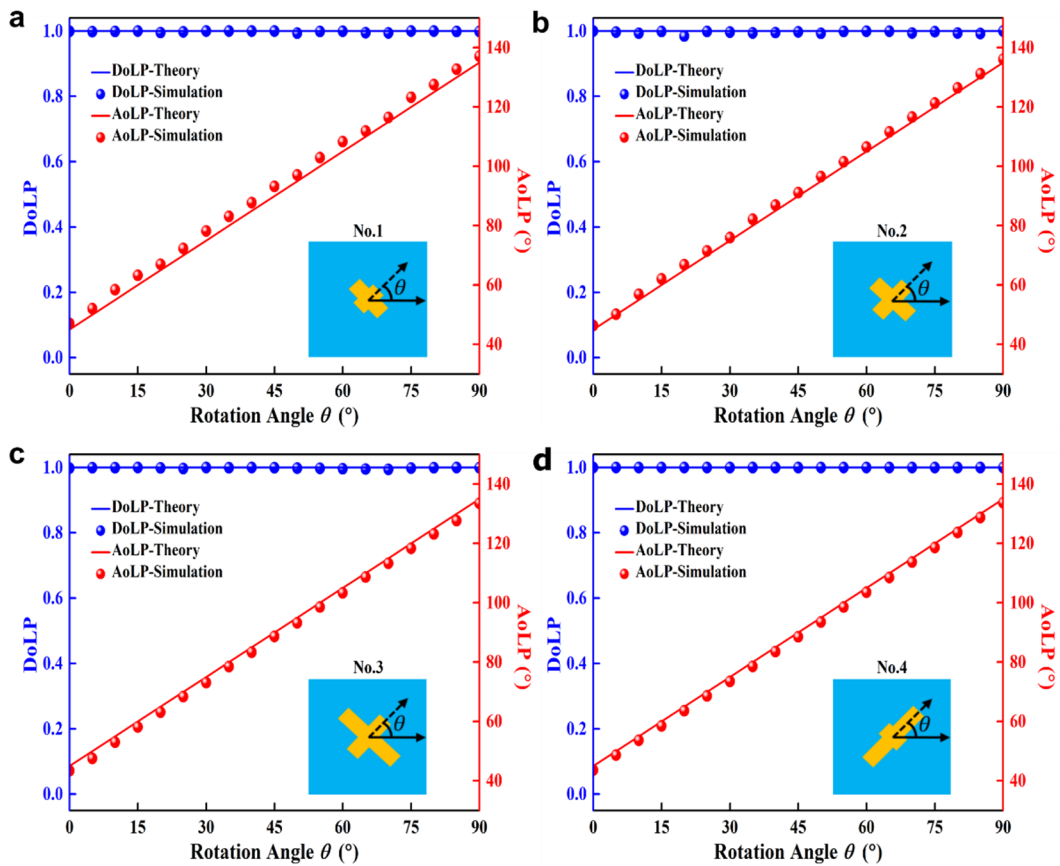 a
1.0
0.8
0.6
0.4
0.2
0.0
DoLP
DoLP-Theory
DoLP-Simulation
AoLP-Theory
AoLP-Simulation
No.1
θ
140
120
100
80
60
40
AoLP (°)
0 15 30 45 60 75 90
Rotation Angle θ (°)
b
1.0
0.8
0.6
0.4
0.2
0.0
DoLP
DoLP-Theory
DoLP-Simulation
AoLP-Theory
AoLP-Simulation
No.2
θ
140
120
100
80
60
40
AoLP (°)
0 15 30 45 60 75 90
Rotation Angle θ (°)
c
1.0
0.8
0.6
0.4
0.2
0.0
DoLP
DoLP-Theory
DoLP-Simulation
AoLP-Theory
AoLP-Simulation
No.3
θ
140
120
100
80
60
40
AoLP (°)
0 15 30 45 60 75 90
Rotation Angle θ (°)
d
1.0
0.8
0.6
0.4
0.2
0.0
DoLP
DoLP-Theory
DoLP-Simulation
AoLP-Theory
AoLP-Simulation
No.4
θ
140
120
100
80
60
40
AoLP (°)
0 15 30 45 60 75 90
Rotation Angle θ (°)